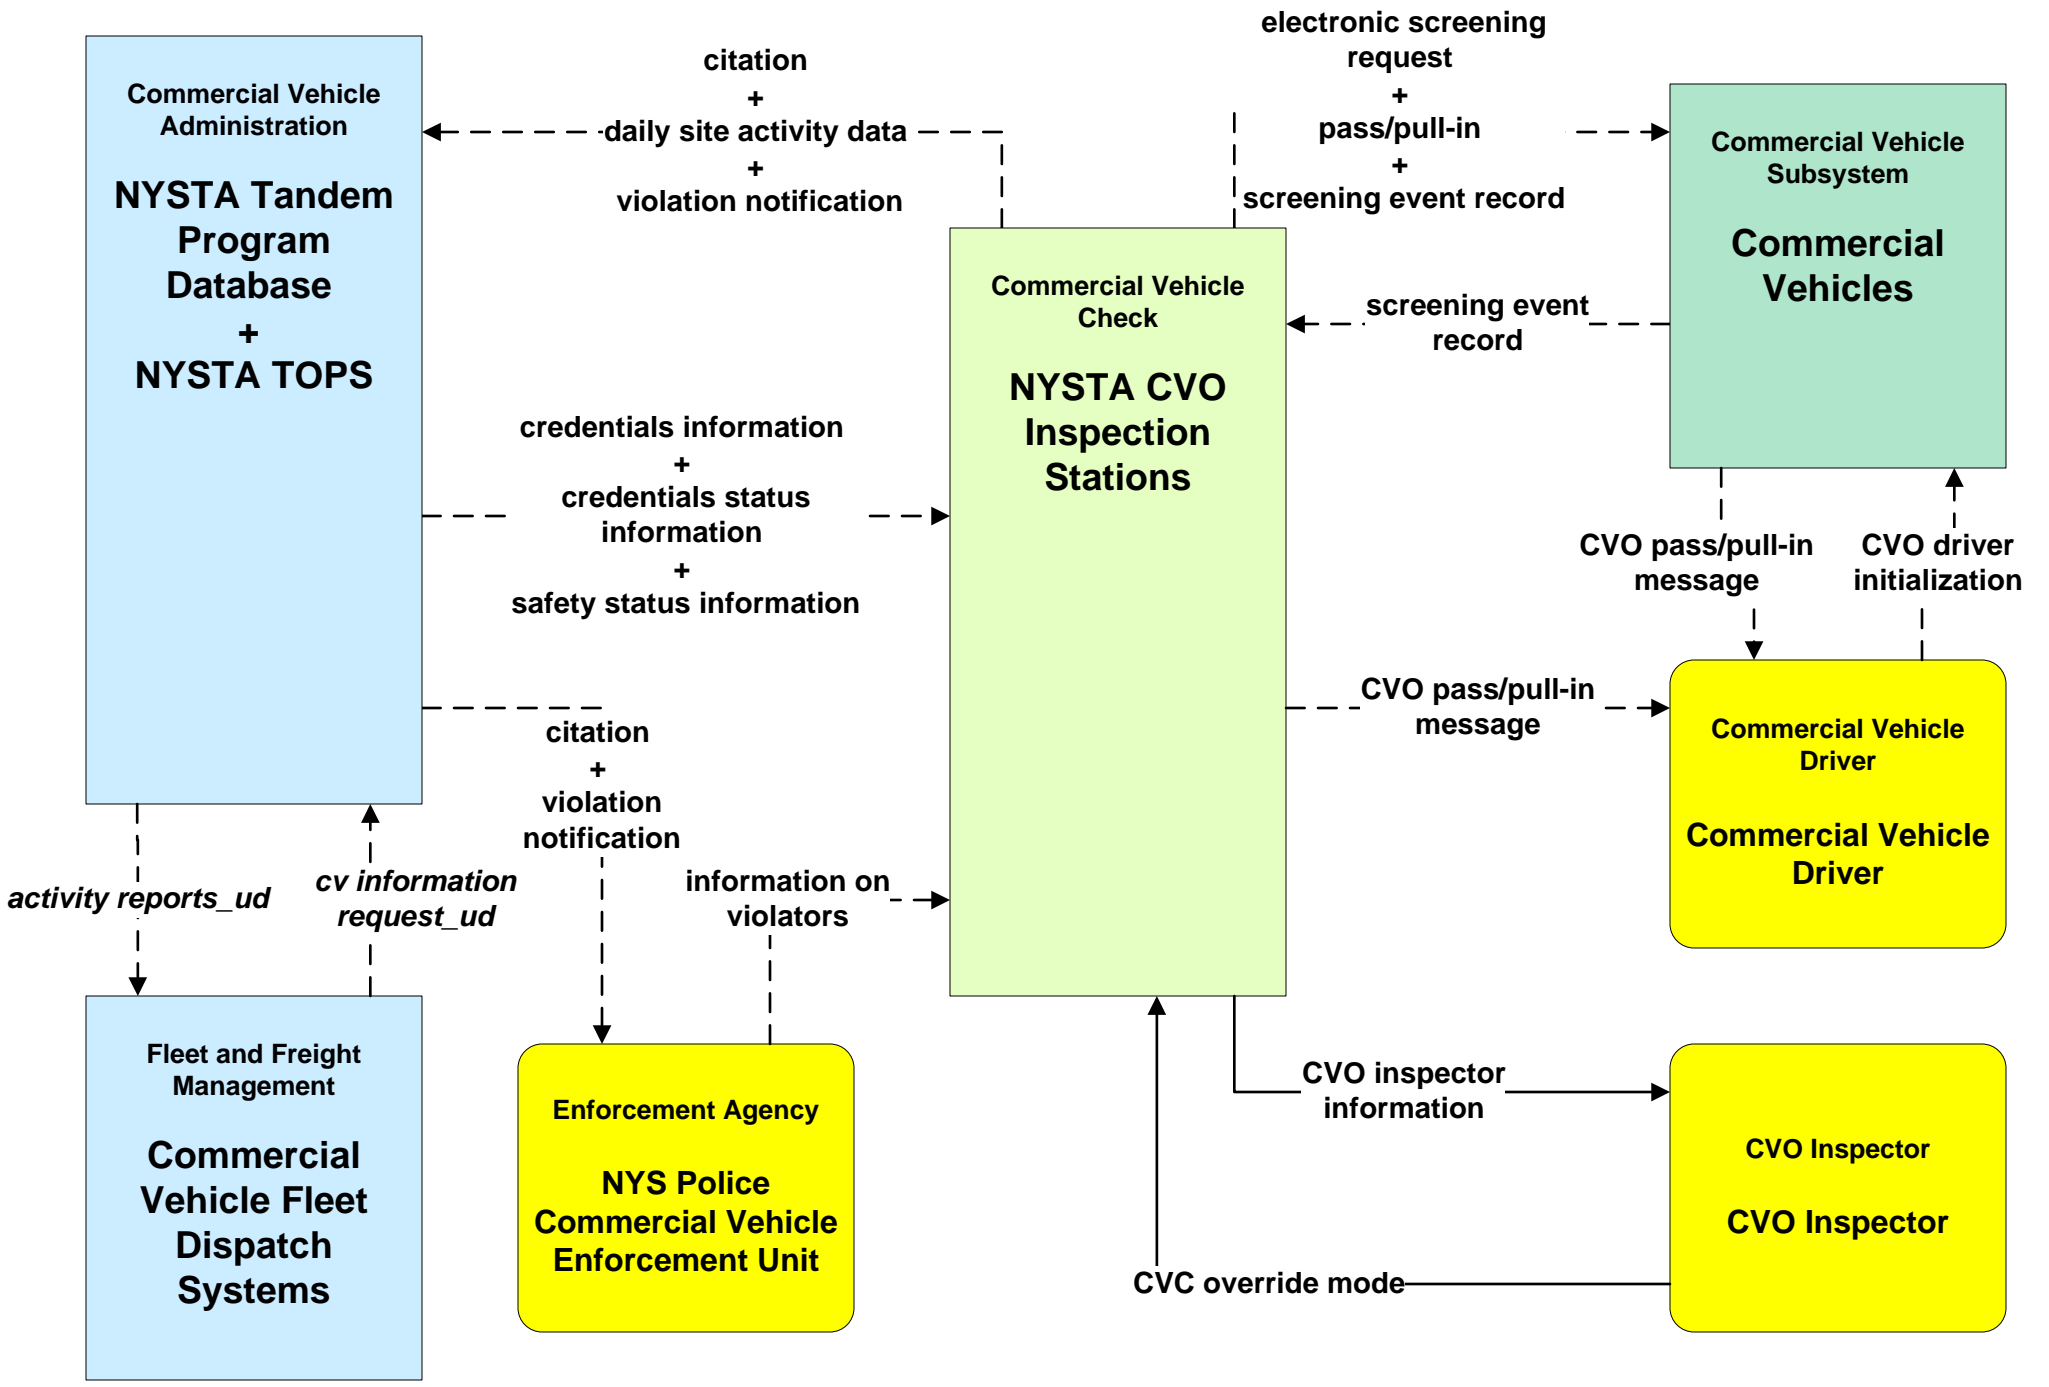 Commercial Vehicle
Administration
NYSTA Tandem
Program
Database
+
NYSTA TOPS
citation
+
daily site activity data
+
violation notification
electronic screening
request
+
pass/pull-in
+
screening event record
Commercial Vehicle
Subsystem
Commercial
Vehicles
Commercial Vehicle
Check
NYSTA CVO
Inspection
Stations
screening event
record
credentials information
+
credentials status
information
+
safety status information
CVO pass/pull-in
message
CVO driver
initialization
CVO pass/pull-in
message
Commercial Vehicle
Driver
Commercial Vehicle
Driver
citation
+
violation
notification
activity reports_ud
cv information
request_ud
information on
violators
Fleet and Freight
Management
Commercial
Vehicle Fleet
Dispatch
Systems
Enforcement Agency
NYS Police
Commercial Vehicle
Enforcement Unit
CVO inspector
information
CVO Inspector
CVO Inspector
CVC override mode